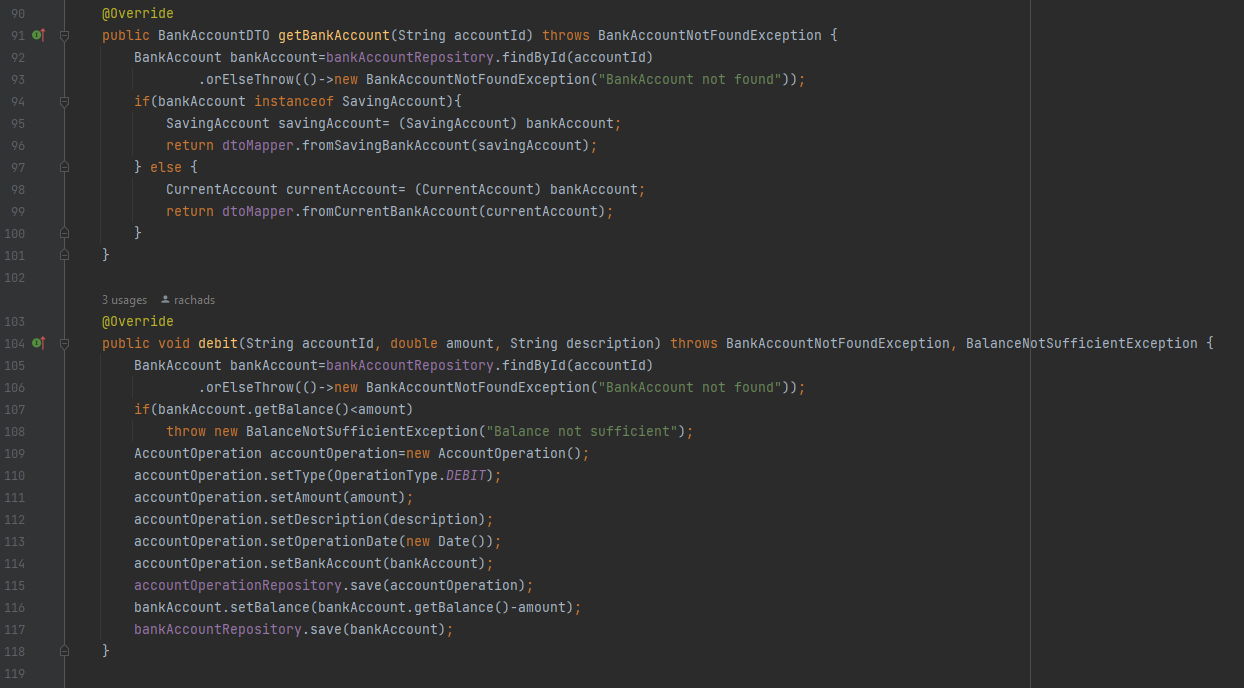 90 @Override
91 public BankAccountDTO getBankAccount(String accountId) throws BankAccountNotFoundException {
92 BankAccount bankAccount=bankAccountRepository.findById(accountId)
93 .orElseThrow(()->new BankAccountNotFoundException("BankAccount not found"));
94 if(bankAccount instanceof SavingAccount){
95 SavingAccount savingAccount= (SavingAccount) bankAccount;
96 return dtoMapper.fromSavingBankAccount(savingAccount);
97 } else {
98 CurrentAccount currentAccount= (CurrentAccount) bankAccount;
99 return dtoMapper.fromCurrentBankAccount(currentAccount);
100 }
101 }
102
3 usages rachads
103 @Override
104 public void debit(String accountId, double amount, String description) throws BankAccountNotFoundException, BalanceNotSufficientException {
105 BankAccount bankAccount=bankAccountRepository.findById(accountId)
106 .orElseThrow(()->new BankAccountNotFoundException("BankAccount not found"));
107 if(bankAccount.getBalance()<amount)
108 throw new BalanceNotSufficientException("Balance not sufficient");
109 AccountOperation accountOperation=new AccountOperation();
110 accountOperation.setType(OperationType.DEBIT);
111 accountOperation.setAmount(amount);
112 accountOperation.setDescription(description);
113 accountOperation.setOperationDate(new Date());
114 accountOperation.setBankAccount(bankAccount);
115 accountOperationRepository.save(accountOperation);
116 bankAccount.setBalance(bankAccount.getBalance()-amount);
117 bankAccountRepository.save(bankAccount);
118 }
119